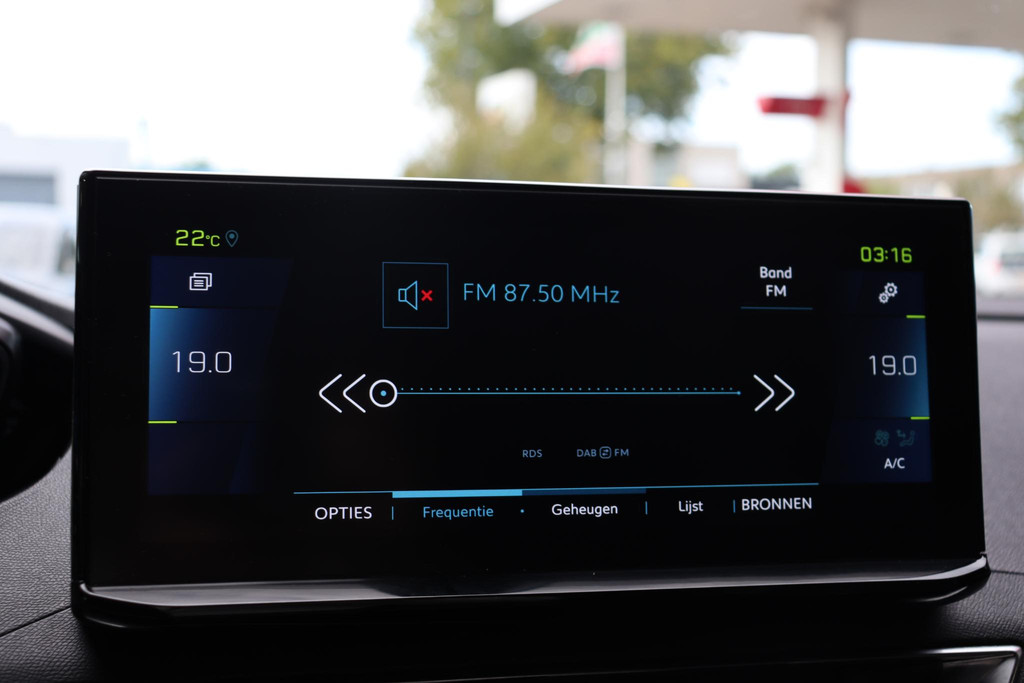 22°C
03:16
FM 87.50 MHz
Band
FM
19.0
19.0
RDS
DAB FM
A/C
OPTIES
Frequentie
Geheugen
Lijst
BRONNEN